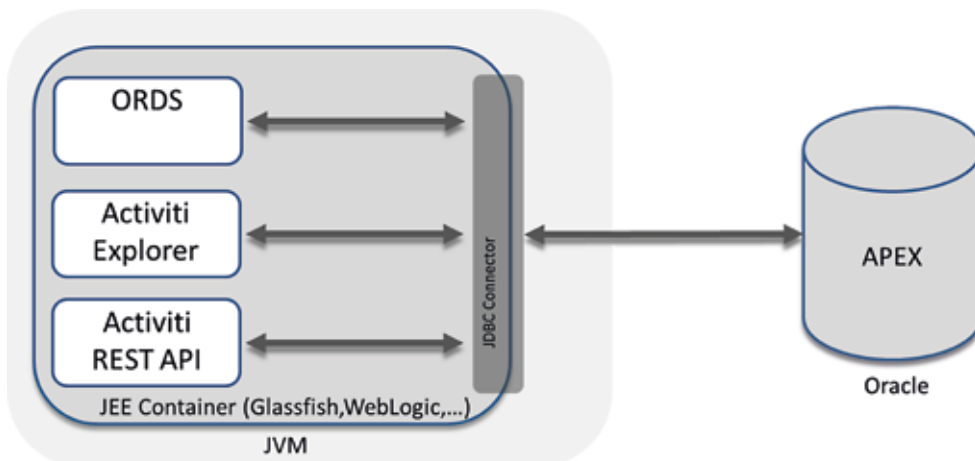 ORDS
Activiti
Explorer
Activiti
REST API
JDBC Connector
JEE Container (Glassfish,WebLogic,...)
JVM
APEX
Oracle